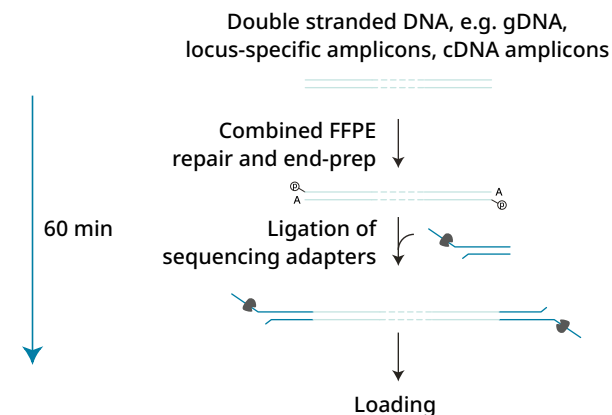 Double stranded DNA, e.g. gDNA,
locus-specific amplicons, cDNA amplicons
Combined FFPE
repair and end-prep
P
A
A
P
60 min
Ligation of
sequencing adapters
Loading